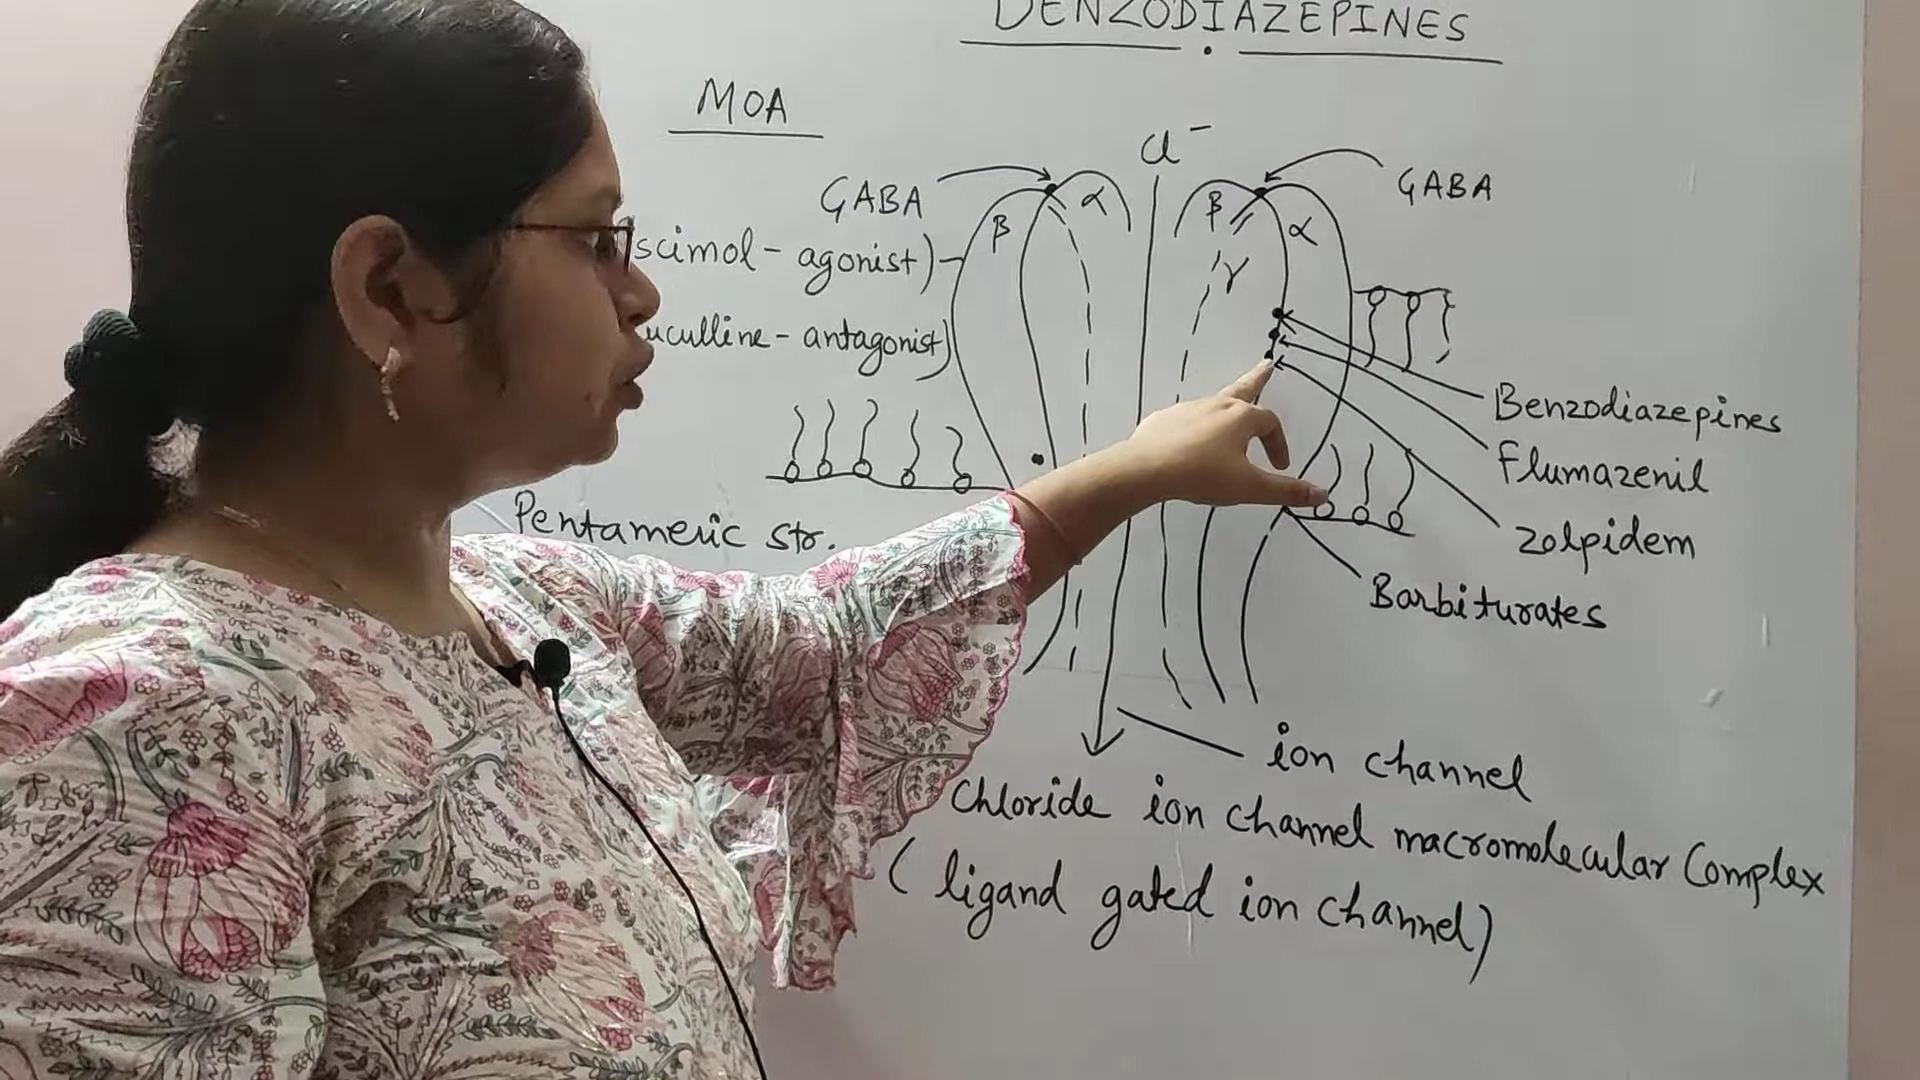 BENZODIAZEPINES
MOA
Cl⁻
GABA
GABA
β
α
β
α
γ
scimol - agonist)
uculline - antagonist)
Benzodiazepines
Flumazenil
Zolpidem
Barbiturates
Pentameric str.
ion channel
Chloride ion channel macromolecular Complex
(ligand gated ion channel)